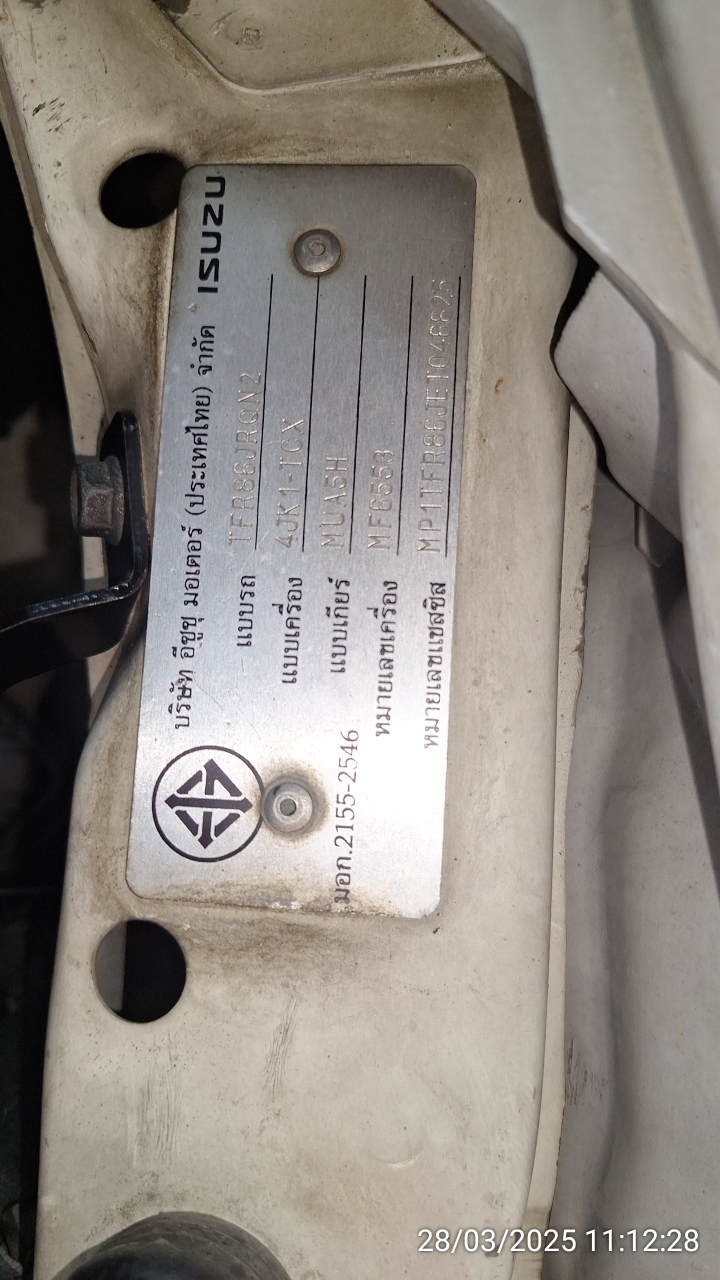 บริษัท อีซูซุ มอเตอร์ (ประเทศไทย) จำกัด ISUZU
แบบรถ TFR86JRGN2
แบบเครื่อง 4JK1-TCX
แบบเกียร์ MUA5H
มอก.2155-2546
หมายเลขเครื่อง MF6553
หมายเลขแชสซิส
28/03/2025 11:12:28